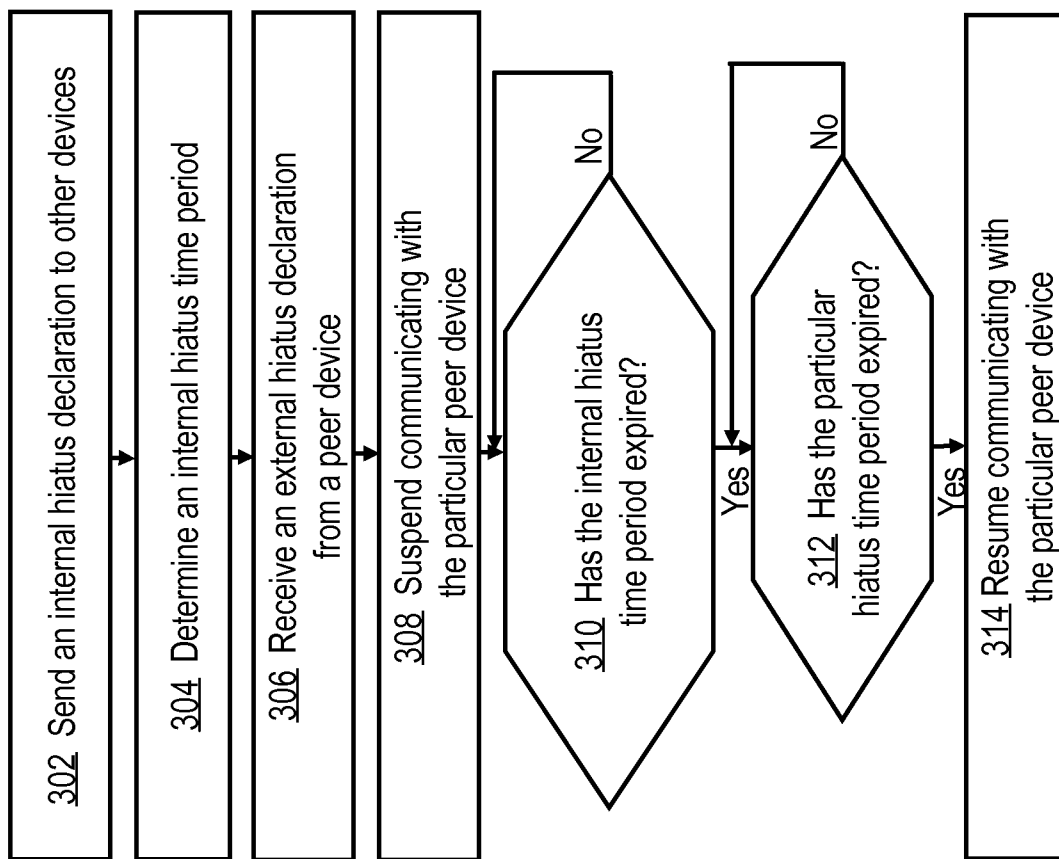 302 Send an internal hiatus declaration to other devices
304 Determine an internal hiatus time period
306 Receive an external hiatus declaration
from a peer device
308 Suspend communicating with
the particular peer device
310 Has the internal hiatus
time period expired?
No
Yes
312 Has the particular
hiatus time period expired?
No
Yes
314 Resume communicating with
the particular peer device